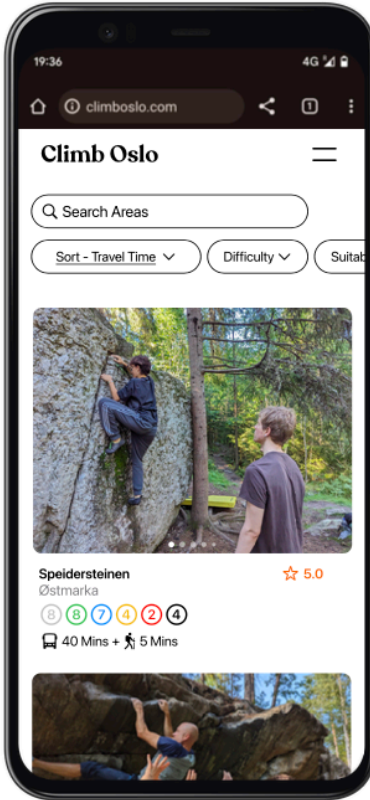 19:36
4G
climboslo.com
1
Climb Oslo
Search Areas
Sort - Travel Time
Difficulty
Suitab
Speidersteinen
5.0
Østmarka
8 8 7 4 2 4
40 Mins + 5 Mins